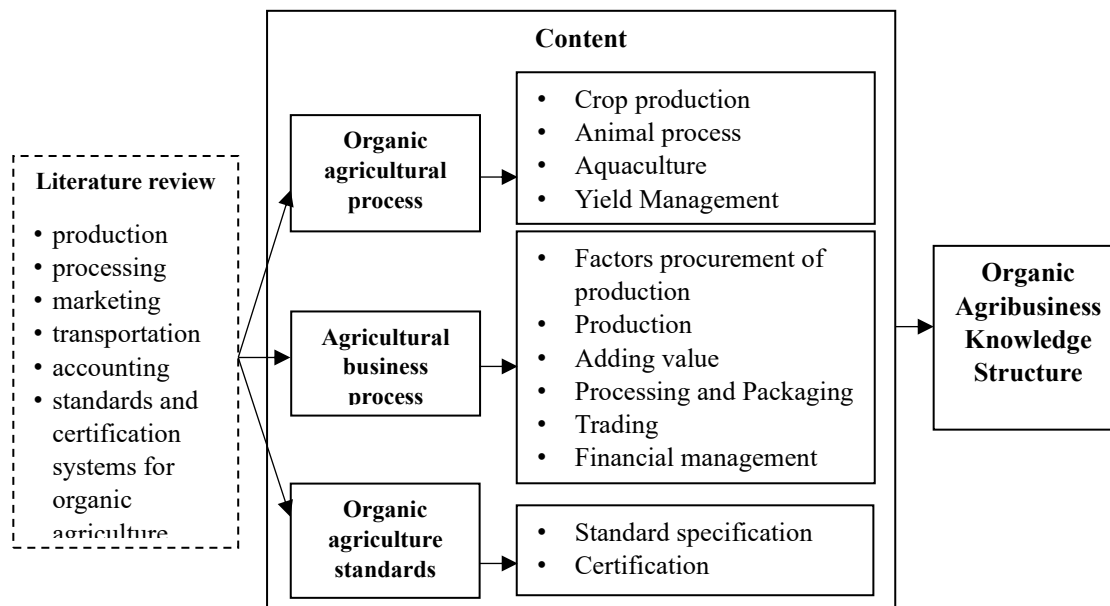 Content
Literature review
• production
• processing
• marketing
• transportation
• accounting
• standards and
certification
systems for
organic
agriculture
Organic
agricultural
process
• Crop production
• Animal process
• Aquaculture
• Yield Management
Agricultural
business
process
• Factors procurement of
production
• Production
• Adding value
• Processing and Packaging
• Trading
• Financial management
Organic
agriculture
standards
• Standard specification
• Certification
Organic
Agribusiness
Knowledge
Structure